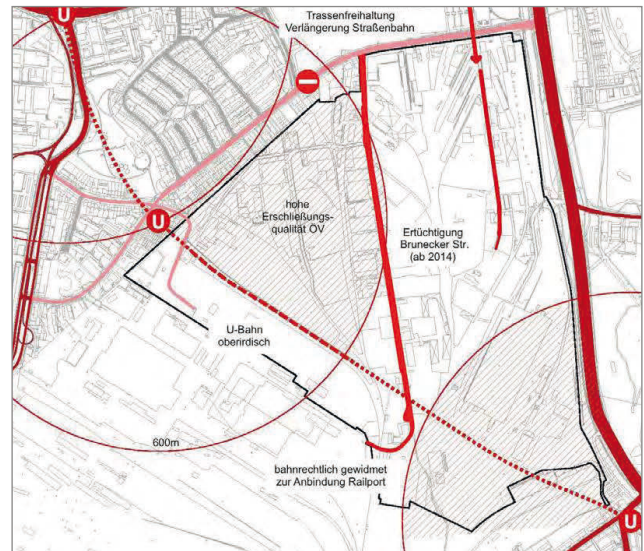 U
Trassenfreihaltung
Verlängerung Straßenbahn
hohe
Erschließungs-
qualität ÖV
U
Ertüchtigung
Brunecker Str.
(ab 2014)
U-Bahn
oberirdisch
600m
bahnrechtlich gewidmet
zur Anbindung Railport
U